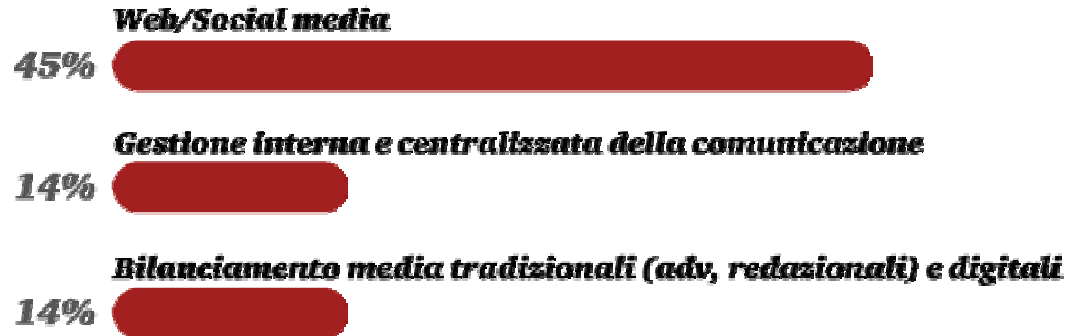 Web/Social media
45%
Gestione interna e centralizzata della comunicazione
14%
Bilanciamento media tradizionali (adv, redazionali) e digitali
14%